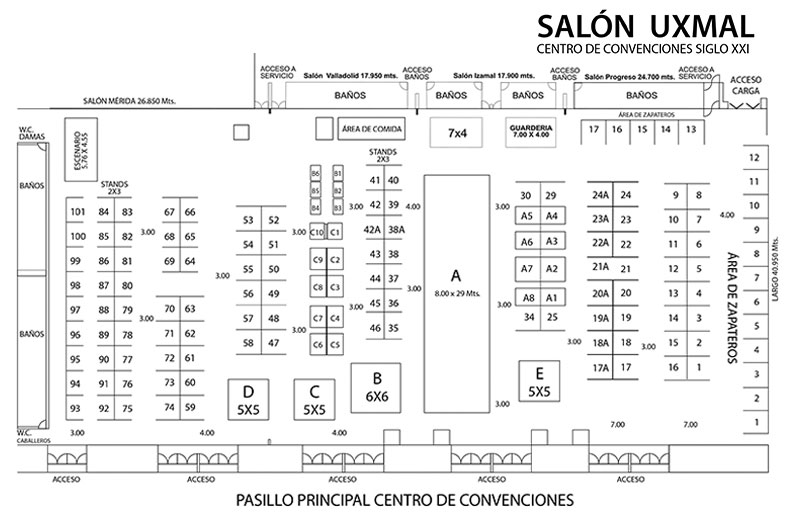 SALÓN UXMAL
CENTRO DE CONVENCIONES SIGLO XXI
ACCESO A SERVICIO
Salón Valladolid 17.950 mts.
ACCESO BAÑOS
Salón Izamal 17.900 mts.
ACCESO BAÑOS
Salón Progreso 24.700 mts.
ACCESO A SERVICIO
ACCESO CARGA
SALÓN MÉRIDA 26.850 Mts.
BAÑOS
BAÑOS
BAÑOS
BAÑOS
W.C. DAMAS
ESCENARIO 5.76 X 4.55
ÁREA DE COMIDA
7x4
GUARDERIA 7.00 X 4.00
ÁREA DE ZAPATEROS
17 16 15 14 13
BAÑOS
BAÑOS
W.C. CABALLEROS
STANDS 2X3
101 84 83
100 85 82
99 86 81
98 87 80
97 88 79
96 89 78
95 90 77
94 91 76
93 92 75
3.00
67 66
68 65
69 64
3.00
70 63
71 62
72 61
73 60
74 59
3.00
53 52
54 51
55 50
56 49
57 48
58 47
3.00
B6 B1
B5 B2
B4 B3
C10 C1
C9 C2
C8 C3
C7 C4
C6 C5
3.00
3.00
3.00
STANDS 2X3
41 40
42 39
42A 38A
43 38
44 37
45 36
46 35
4.00
3.00
A
8.00 x 29 Mts.
30 29
A5 A4
A6 A3
A7 A2
A8 A1
34 25
3.00
3.00
3.00
24A 24
23A 23
22A 22
21A 21
20A 20
19A 19
18A 18
17A 17
3.00
9 8
10 7
11 6
12 5
13 4
14 3
15 2
16 1
4.00
ÁREA DE ZAPATEROS
12
11
10
9
8
7
6
5
4
3
2
1
LARGO 40.950 Mts.
D
5X5
C
5X5
B
6X6
E
5X5
3.00
4.00
4.00
7.00
7.00
ACCESO
ACCESO
ACCESO
ACCESO
ACCESO
PASILLO PRINCIPAL CENTRO DE CONVENCIONES